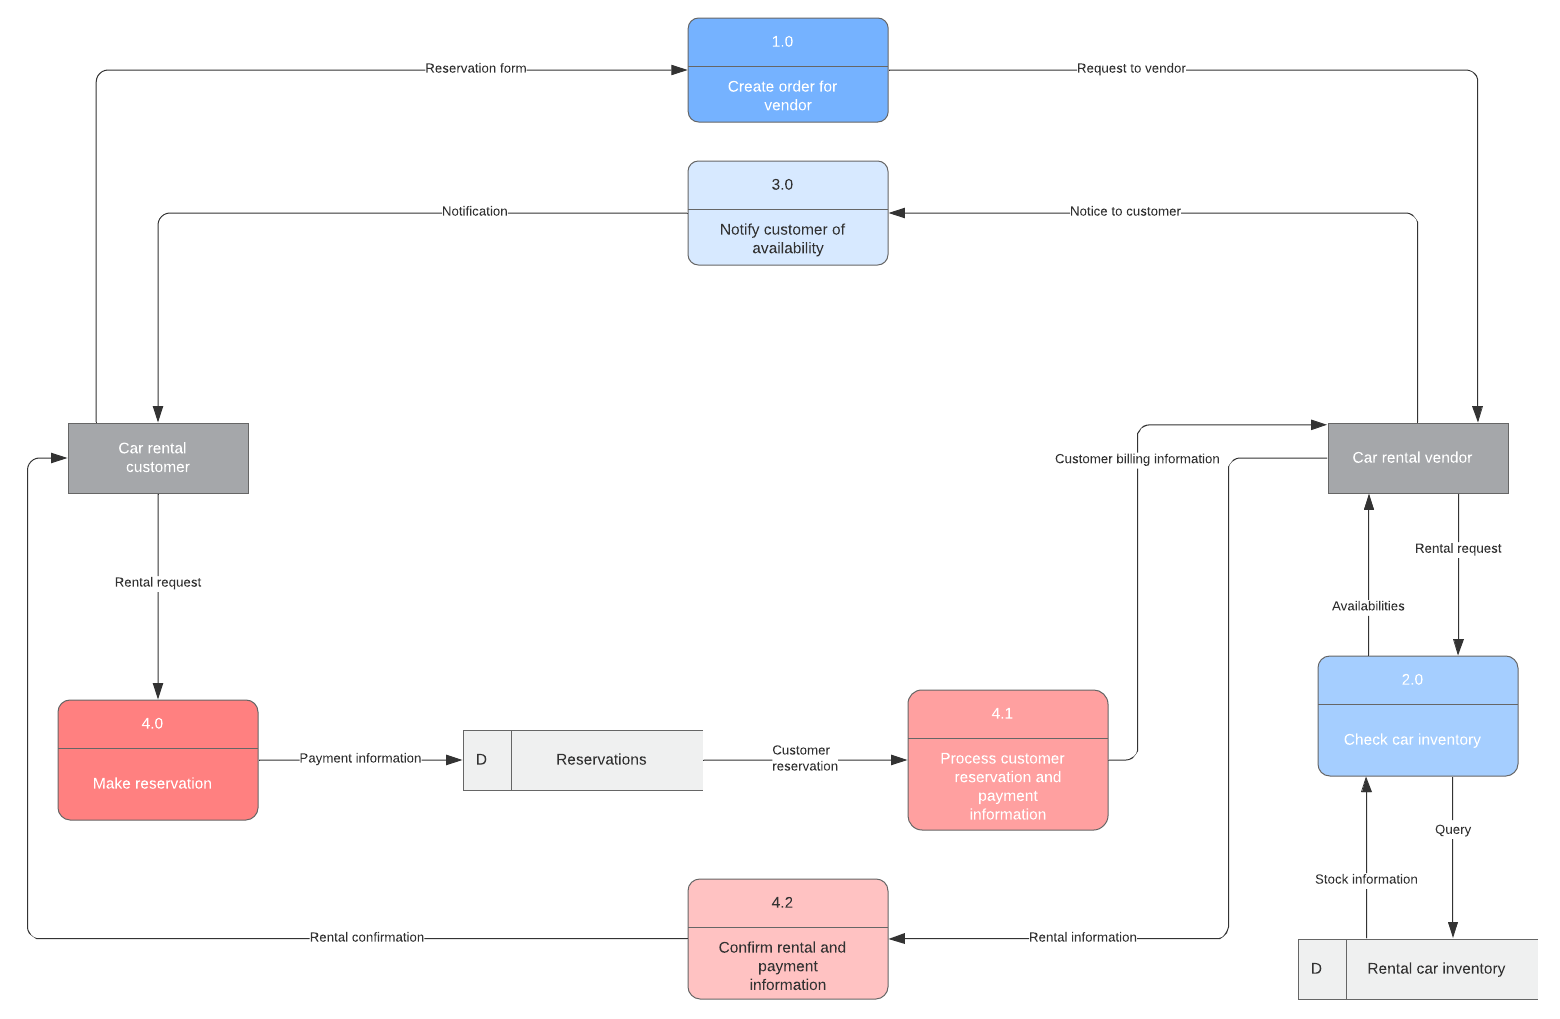 1.0
Create order for
vendor
Reservation form
Request to vendor
3.0
Notify customer of
availability
Notification
Notice to customer
Car rental
customer
Car rental vendor
Customer billing information
Rental request
Rental request
Availabilities
4.0
Make reservation
Payment information
D
Reservations
Customer
reservation
4.1
Process customer
reservation and
payment
information
2.0
Check car inventory
Query
Stock information
4.2
Confirm rental and
payment
information
Rental confirmation
Rental information
D
Rental car inventory